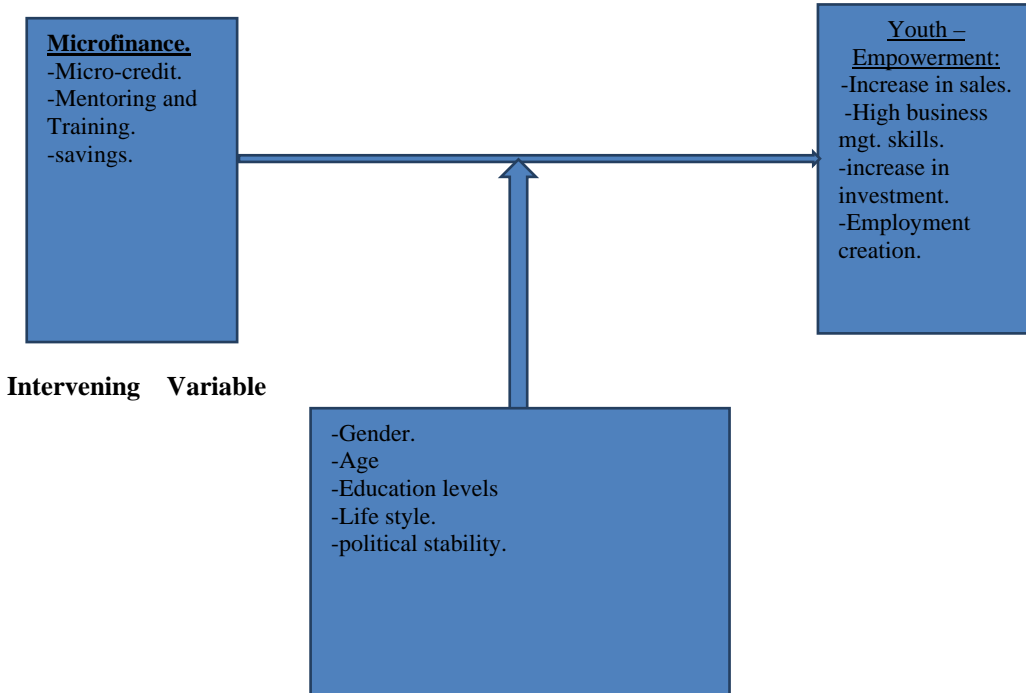 Microfinance.
-Micro-credit.
-Mentoring and
Training.
-savings.
Youth –
Empowerment:
-Increase in sales.
-High business
mgt. skills.
-increase in
investment.
-Employment
creation.
Intervening Variable
-Gender.
-Age
-Education levels
-Life style.
-political stability.